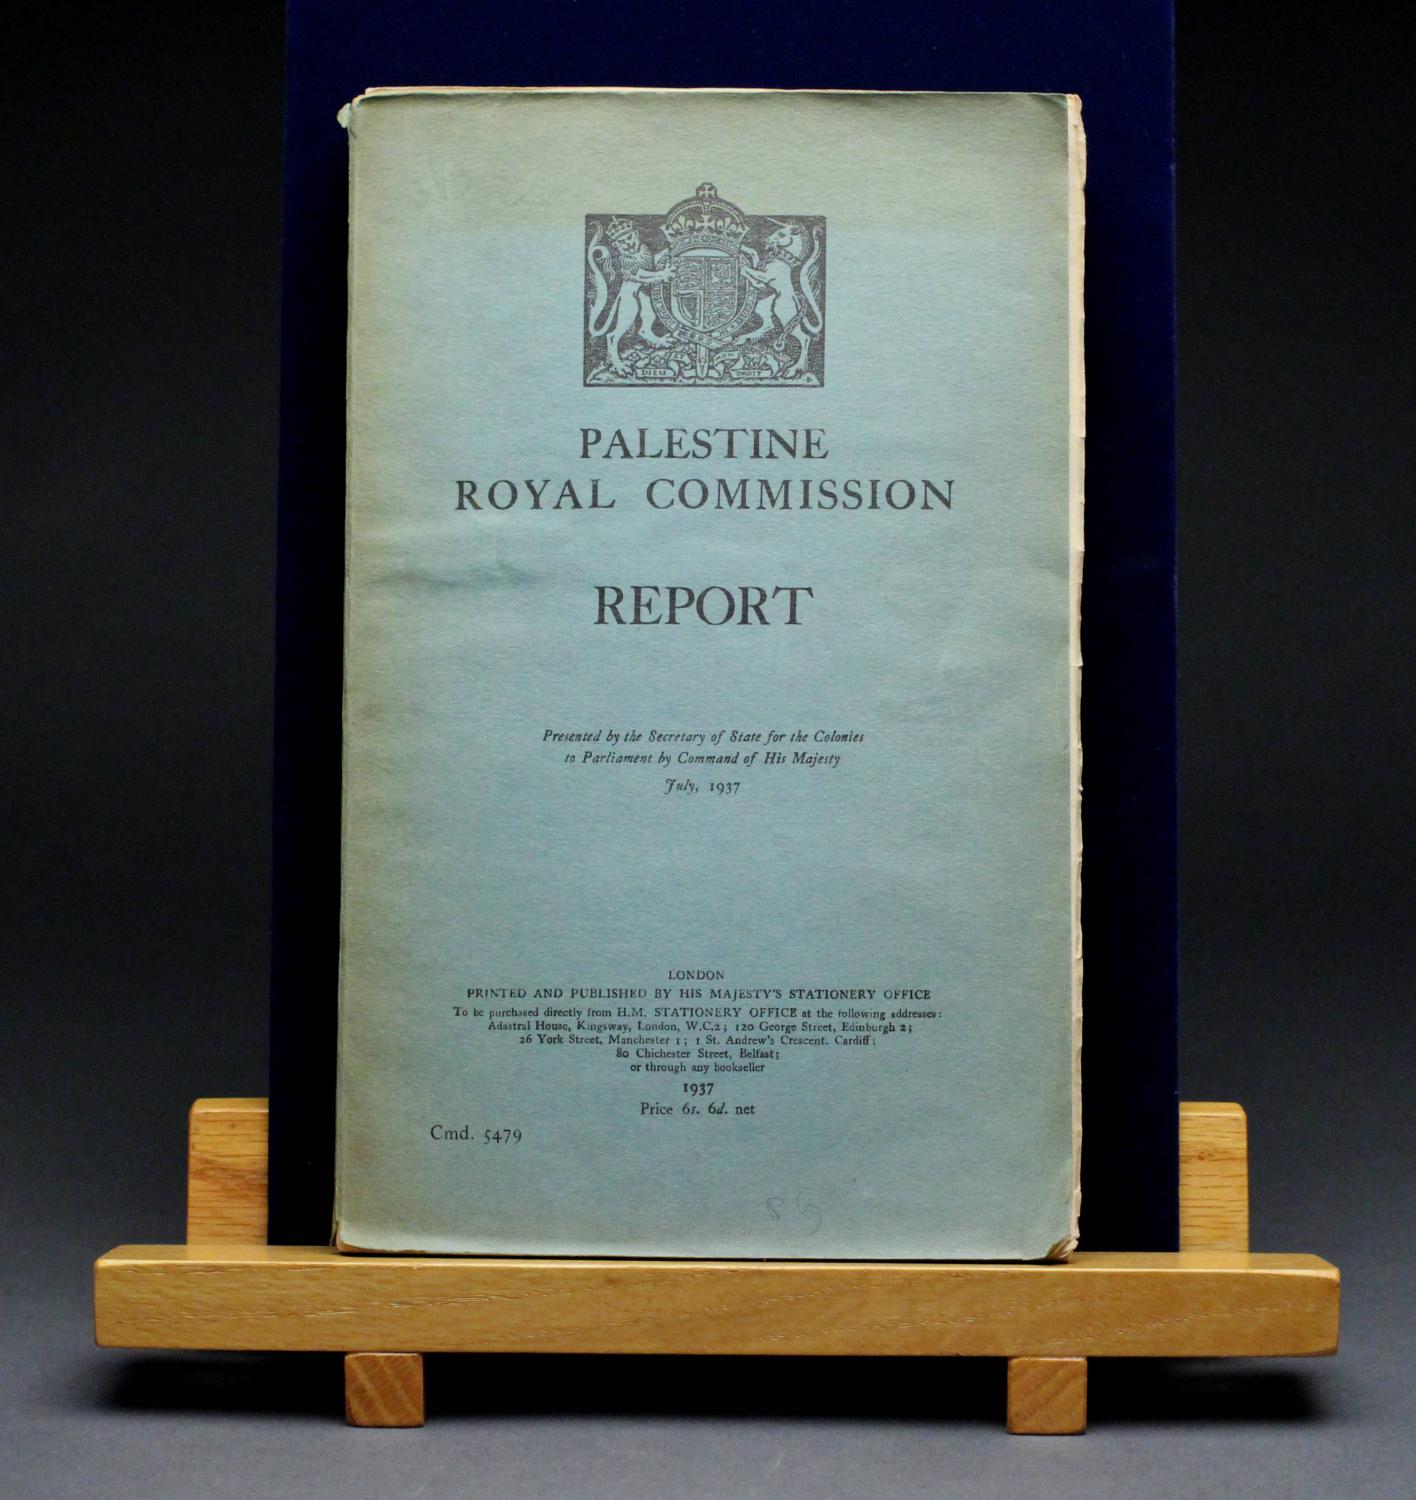 DIEU DROIT
PALESTINE
ROYAL COMMISSION
REPORT
Presented by the Secretary of State for the Colonies
to Parliament by Command of His Majesty
July, 1937
LONDON
PRINTED AND PUBLISHED BY HIS MAJESTY'S STATIONERY OFFICE
To be purchased directly from H.M. STATIONERY OFFICE at the following addresses:
Adastral House, Kingsway, London, W.C.2; 120 George Street, Edinburgh 2;
26 York Street, Manchester 1; 1 St. Andrew's Crescent, Cardiff;
80 Chichester Street, Belfast;
or through any bookseller
1937
Price 6s. 6d. net
Cmd. 5479